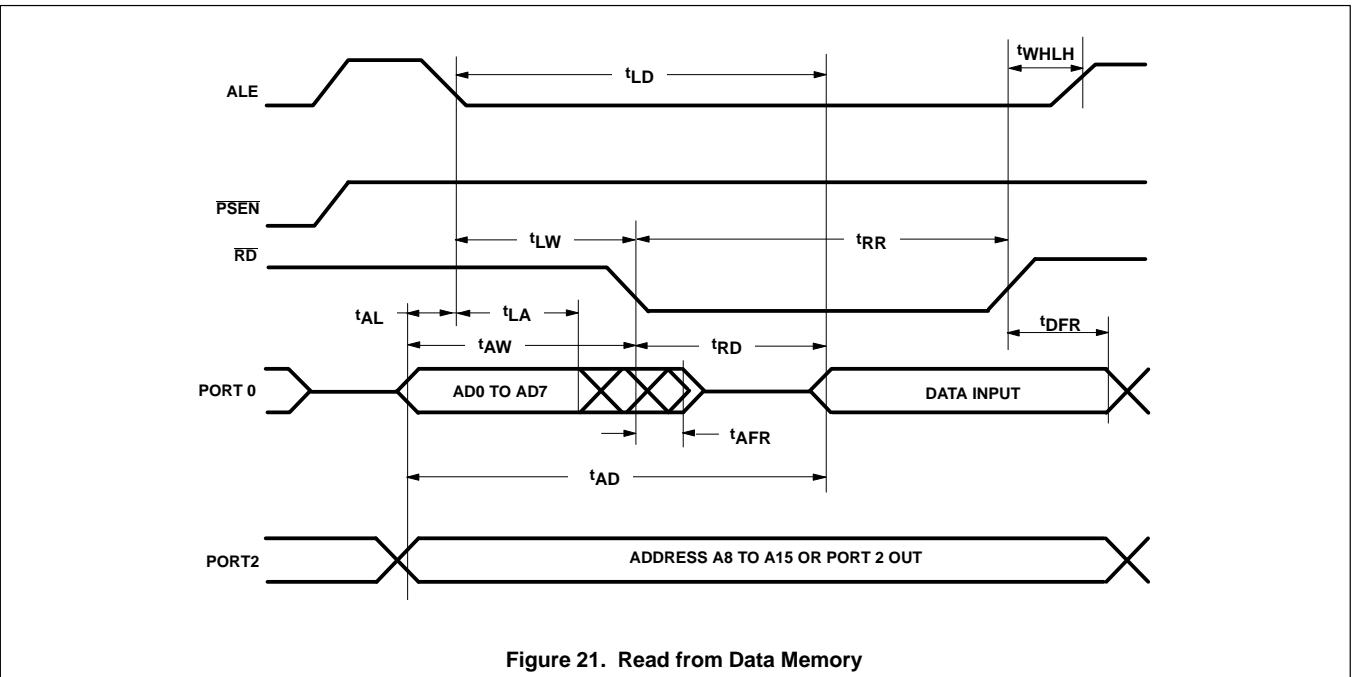 tWHLH
tLD
ALE
PSEN
tLW
tRR
RD
tAL
tLA
tDFR
tAW
tRD
PORT 0
AD0 TO AD7
DATA INPUT
tAFR
tAD
PORT2
ADDRESS A8 TO A15 OR PORT 2 OUT
Figure 21. Read from Data Memory